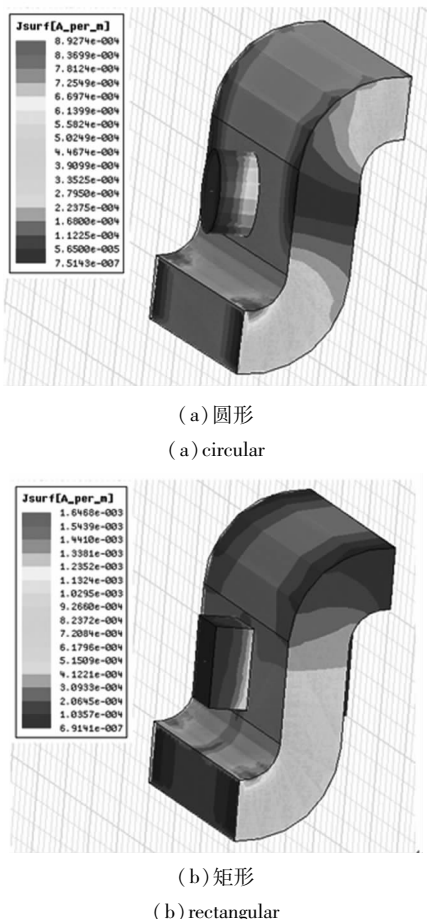 Jsurf[A_per_m]
8.9274e-004
8.3699e-004
7.8124e-004
7.2549e-004
6.6974e-004
6.1399e-004
5.5824e-004
5.0249e-004
4.4674e-004
3.9099e-004
3.3525e-004
2.7950e-004
2.2375e-004
1.6800e-004
1.1225e-004
5.6500e-005
7.5143e-007
(a)圆形
(a)circular
Jsurf[A_per_m]
1.6468e-003
1.5439e-003
1.4410e-003
1.3381e-003
1.2352e-003
1.1324e-003
1.0295e-003
9.2660e-004
8.2372e-004
7.2084e-004
6.1796e-004
5.1509e-004
4.1221e-004
3.0933e-004
2.0645e-004
1.0357e-004
6.9141e-007
(b)矩形
(b)rectangular